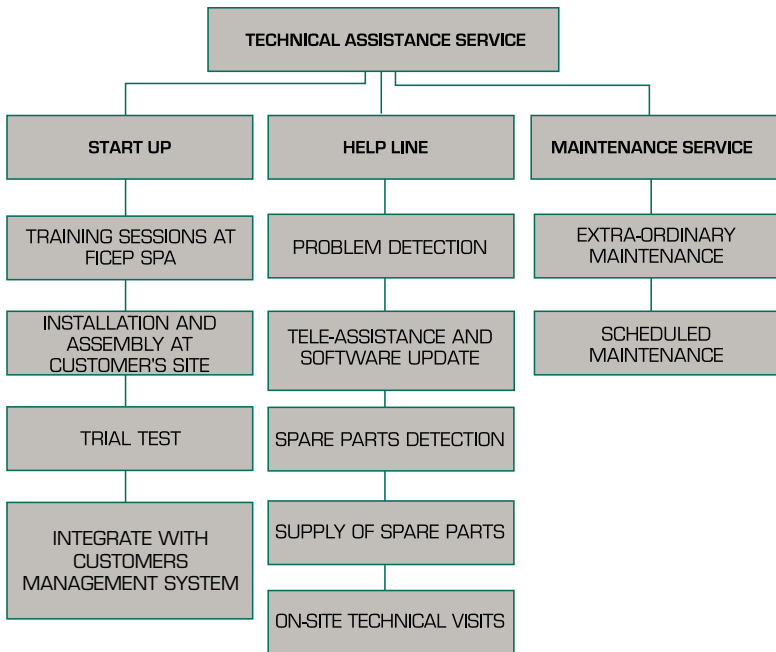 TECHNICAL ASSISTANCE SERVICE
START UP
TRAINING SESSIONS AT
FICEP SPA
INSTALLATION AND
ASSEMBLY AT
CUSTOMER'S SITE
TRIAL TEST
INTEGRATE WITH
CUSTOMERS
MANAGEMENT SYSTEM
HELP LINE
PROBLEM DETECTION
TELE-ASSISTANCE AND
SOFTWARE UPDATE
SPARE PARTS DETECTION
SUPPLY OF SPARE PARTS
ON-SITE TECHNICAL VISITS
MAINTENANCE SERVICE
EXTRA-ORDINARY
MAINTENANCE
SCHEDULED
MAINTENANCE